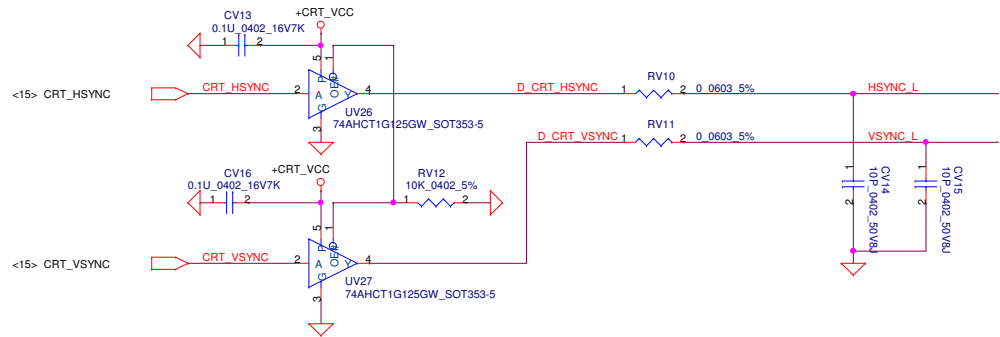 CV13
0.1U_0402_16V7K
1
2
+CRT_VCC
5
1
P
OE#
<15> CRT_HSYNC
CRT_HSYNC
2
A
Y
4
G
3
UV26
74AHCT1G125GW_SOT353-5
D_CRT_HSYNC
1
RV10
2
0_0603_5%
HSYNC_L
D_CRT_VSYNC
1
RV11
2
0_0603_5%
VSYNC_L
CV16
0.1U_0402_16V7K
1
2
+CRT_VCC
5
1
P
OE#
RV12
10K_0402_5%
1
2
1
CV14
10P_0402_50V8J
2
1
CV15
10P_0402_50V8J
2
<15> CRT_VSYNC
CRT_VSYNC
2
A
Y
4
G
3
UV27
74AHCT1G125GW_SOT353-5